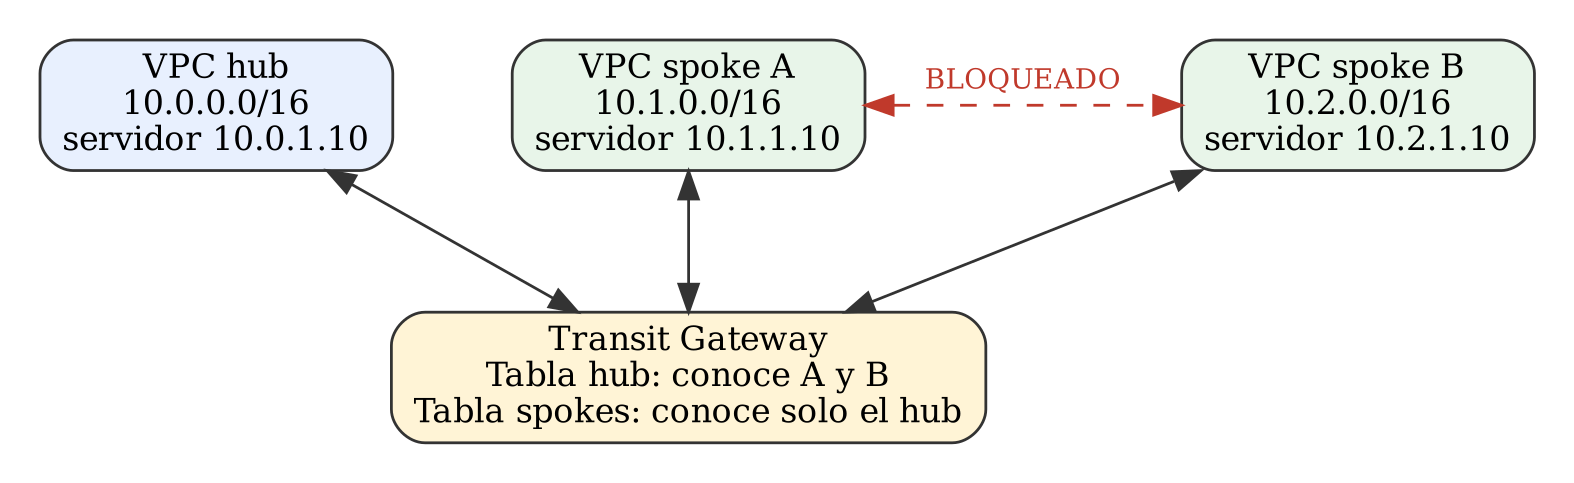 VPC hub
10.0.0.0/16
servidor 10.0.1.10
VPC spoke A
10.1.0.0/16
servidor 10.1.1.10
BLOQUEADO
VPC spoke B
10.2.0.0/16
servidor 10.2.1.10
Transit Gateway
Tabla hub: conoce A y B
Tabla spokes: conoce solo el hub